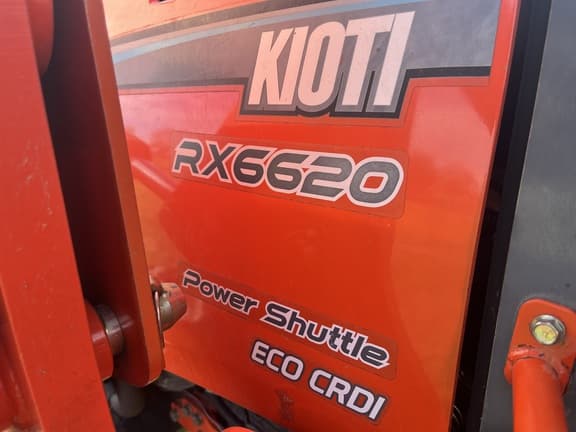 KIOTI
RX6620
Power Shuttle
ECO CRDI